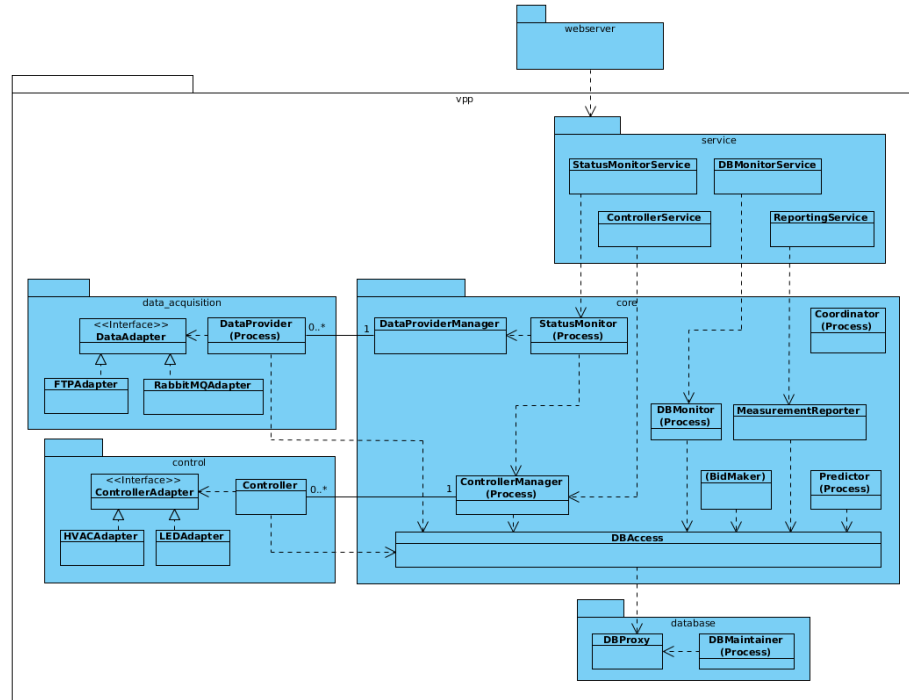 webserver
vpp
service
StatusMonitorService
DBMonitorService
ControllerService
ReportingService
data_acquisition
<<Interface>>
DataAdapter
DataProvider
(Process)
0..*
1
FTPAdapter
RabbitMQAdapter
core
DataProviderManager
StatusMonitor
(Process)
Coordinator
(Process)
DBMonitor
(Process)
MeasurementReporter
control
<<Interface>>
ControllerAdapter
Controller
0..*
1
HVACAdapter
LEDAdapter
ControllerManager
(Process)
(BidMaker)
Predictor
(Process)
DBAccess
database
DBProxy
DBMaintainer
(Process)